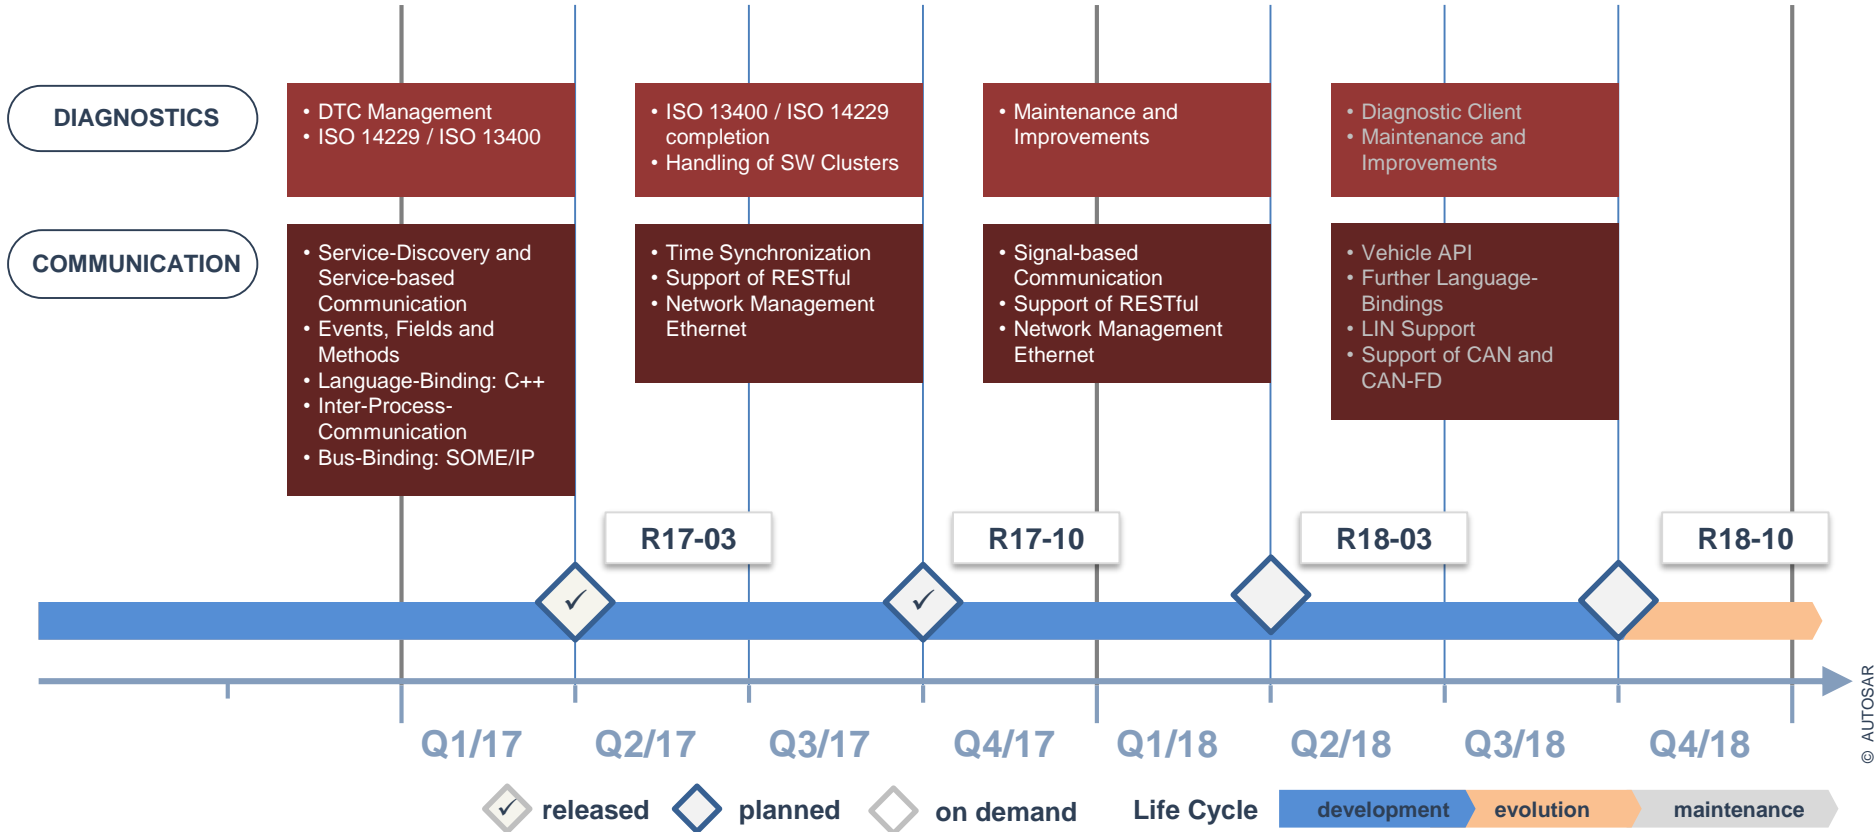 DIAGNOSTICS
• DTC Management
• ISO 14229 / ISO 13400
• ISO 13400 / ISO 14229
completion
• Handling of SW Clusters
• Maintenance and
Improvements
• Diagnostic Client
• Maintenance and
Improvements
COMMUNICATION
• Service-Discovery and
Service-based
Communication
• Events, Fields and
Methods
• Language-Binding: C++
• Inter-Process-
Communication
• Bus-Binding: SOME/IP
• Time Synchronization
• Support of RESTful
• Network Management
Ethernet
• Signal-based
Communication
• Support of RESTful
• Network Management
Ethernet
• Vehicle API
• Further Language-
Bindings
• LIN Support
• Support of CAN and
CAN-FD
R17-03
R17-10
R18-03
R18-10
Q1/17
Q2/17
Q3/17
Q4/17
Q1/18
Q2/18
Q3/18
Q4/18
released
planned
on demand
Life Cycle
development
evolution
maintenance
© AUTOSAR